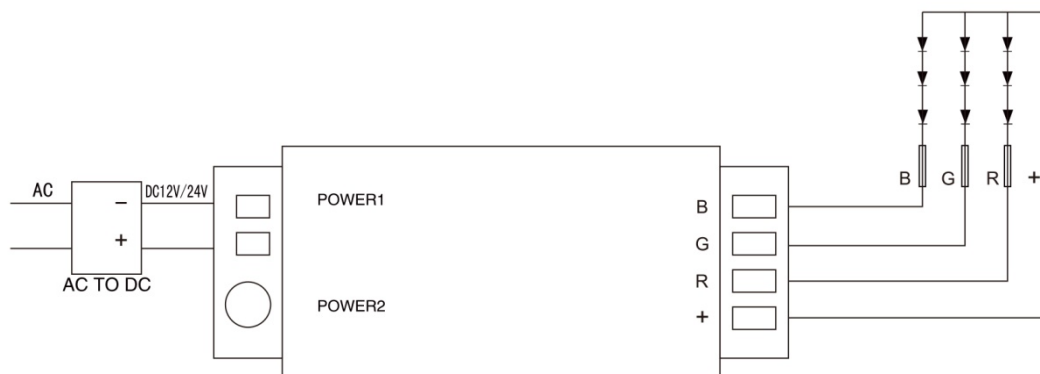 AC
DC12V/24V
−
+
AC TO DC
POWER1
POWER2
B
G
R
+
B
G
R
+